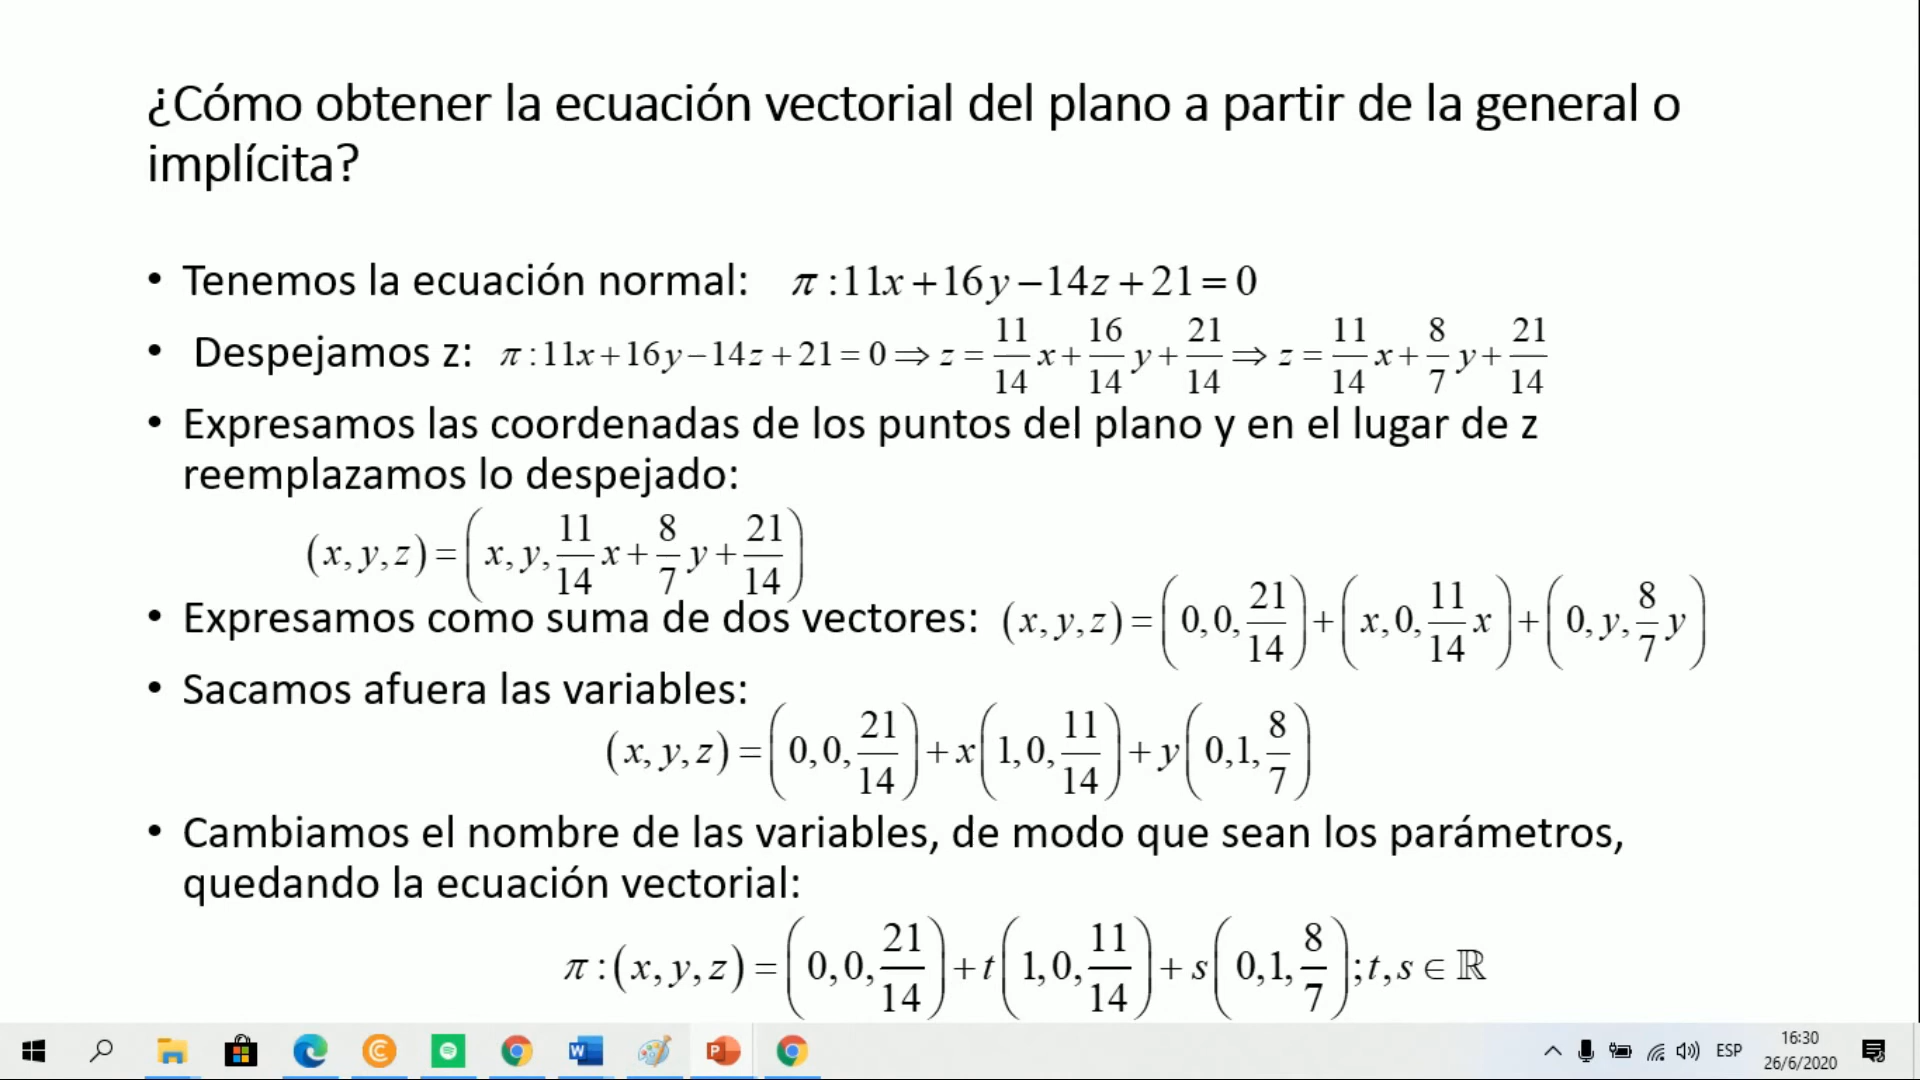 ¿Cómo obtener la ecuación vectorial del plano a partir de la general o
implícita?
• Tenemos la ecuación normal: π:11x+16y−14z+21=0
• Despejamos z: π:11x+16y−14z+21=0⇒z=11/14 x+16/14 y+21/14⇒z=11/14 x+8/7 y+21/14
• Expresamos las coordenadas de los puntos del plano y en el lugar de z
reemplazamos lo despejado:
(x,y,z)=(x,y,11/14 x+8/7 y+21/14)
• Expresamos como suma de dos vectores: (x,y,z)=(0,0,21/14)+(x,0,11/14 x)+(0,y,8/7 y)
• Sacamos afuera las variables:
(x,y,z)=(0,0,21/14)+x(1,0,11/14)+y(0,1,8/7)
• Cambiamos el nombre de las variables, de modo que sean los parámetros,
quedando la ecuación vectorial:
π:(x,y,z)=(0,0,21/14)+t(1,0,11/14)+s(0,1,8/7);t,s∈ℝ
ESP
16:30
26/6/2020